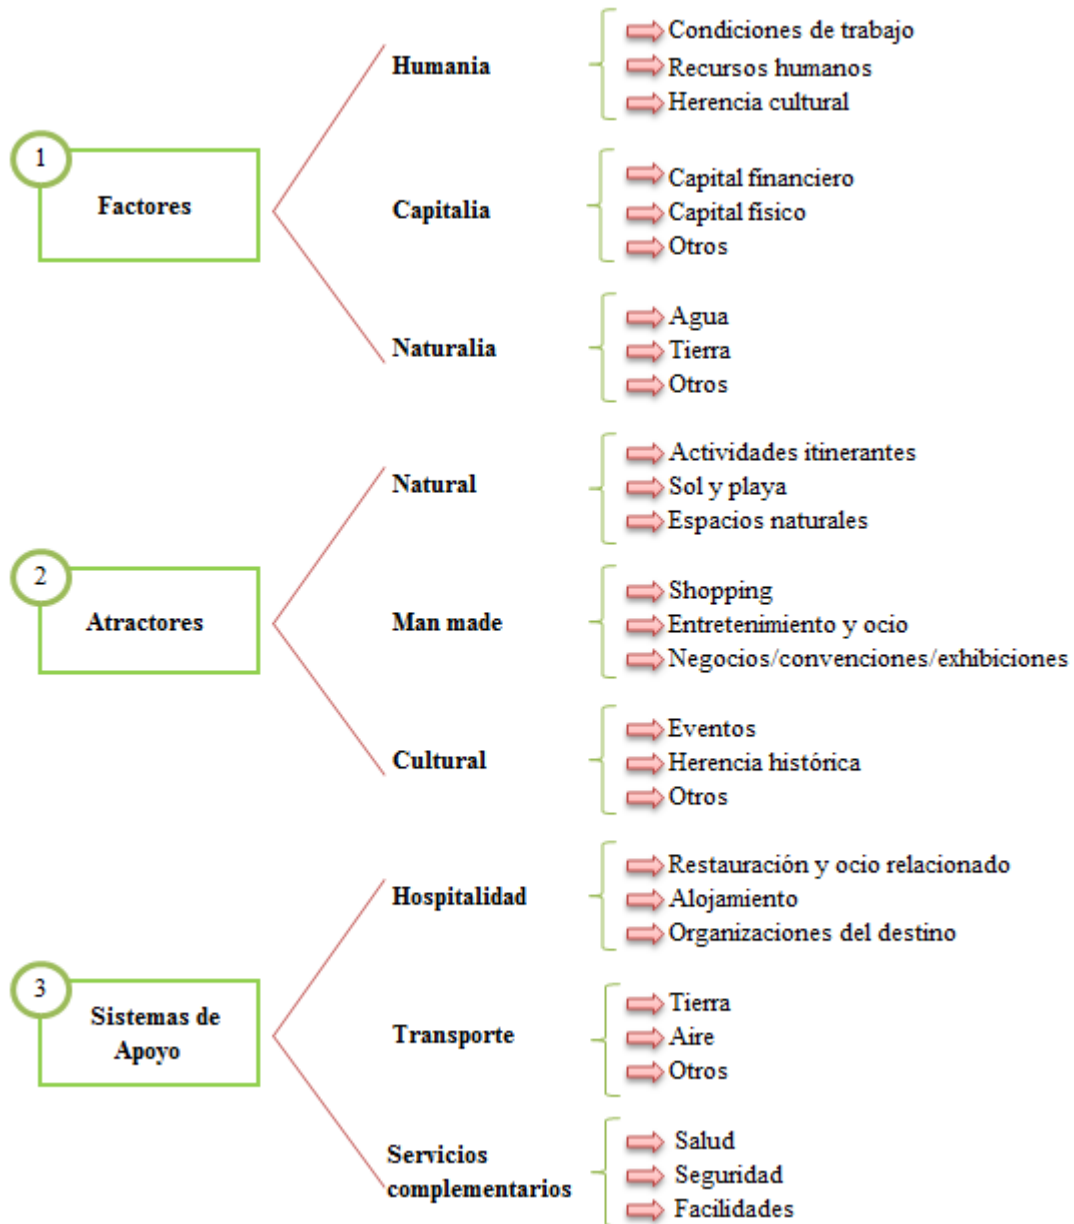 1
Factores
Humania
Condiciones de trabajo
Recursos humanos
Herencia cultural
Capitalia
Capital financiero
Capital físico
Otros
Naturalia
Agua
Tierra
Otros
2
Atractores
Natural
Actividades itinerantes
Sol y playa
Espacios naturales
Man made
Shopping
Entretenimiento y ocio
Negocios/convenciones/exhibiciones
Cultural
Eventos
Herencia histórica
Otros
3
Sistemas de
Apoyo
Hospitalidad
Restauración y ocio relacionado
Alojamiento
Organizaciones del destino
Transporte
Tierra
Aire
Otros
Servicios
complementarios
Salud
Seguridad
Facilidades